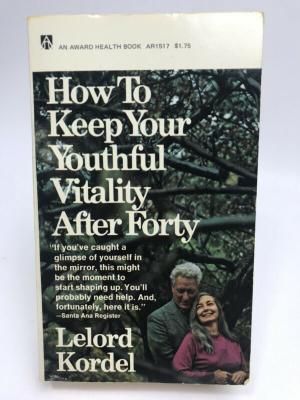 AN AWARD HEALTH BOOK AR1517 $1.75
How To
Keep Your
Youthful
Vitality
After Forty
"If you've caught a
glimpse of yourself in
the mirror, this might
be the moment to
start shaping up. You'll
probably need help. And,
fortunately, here it is."
—Santa Ana Register
Lelord
Kordel